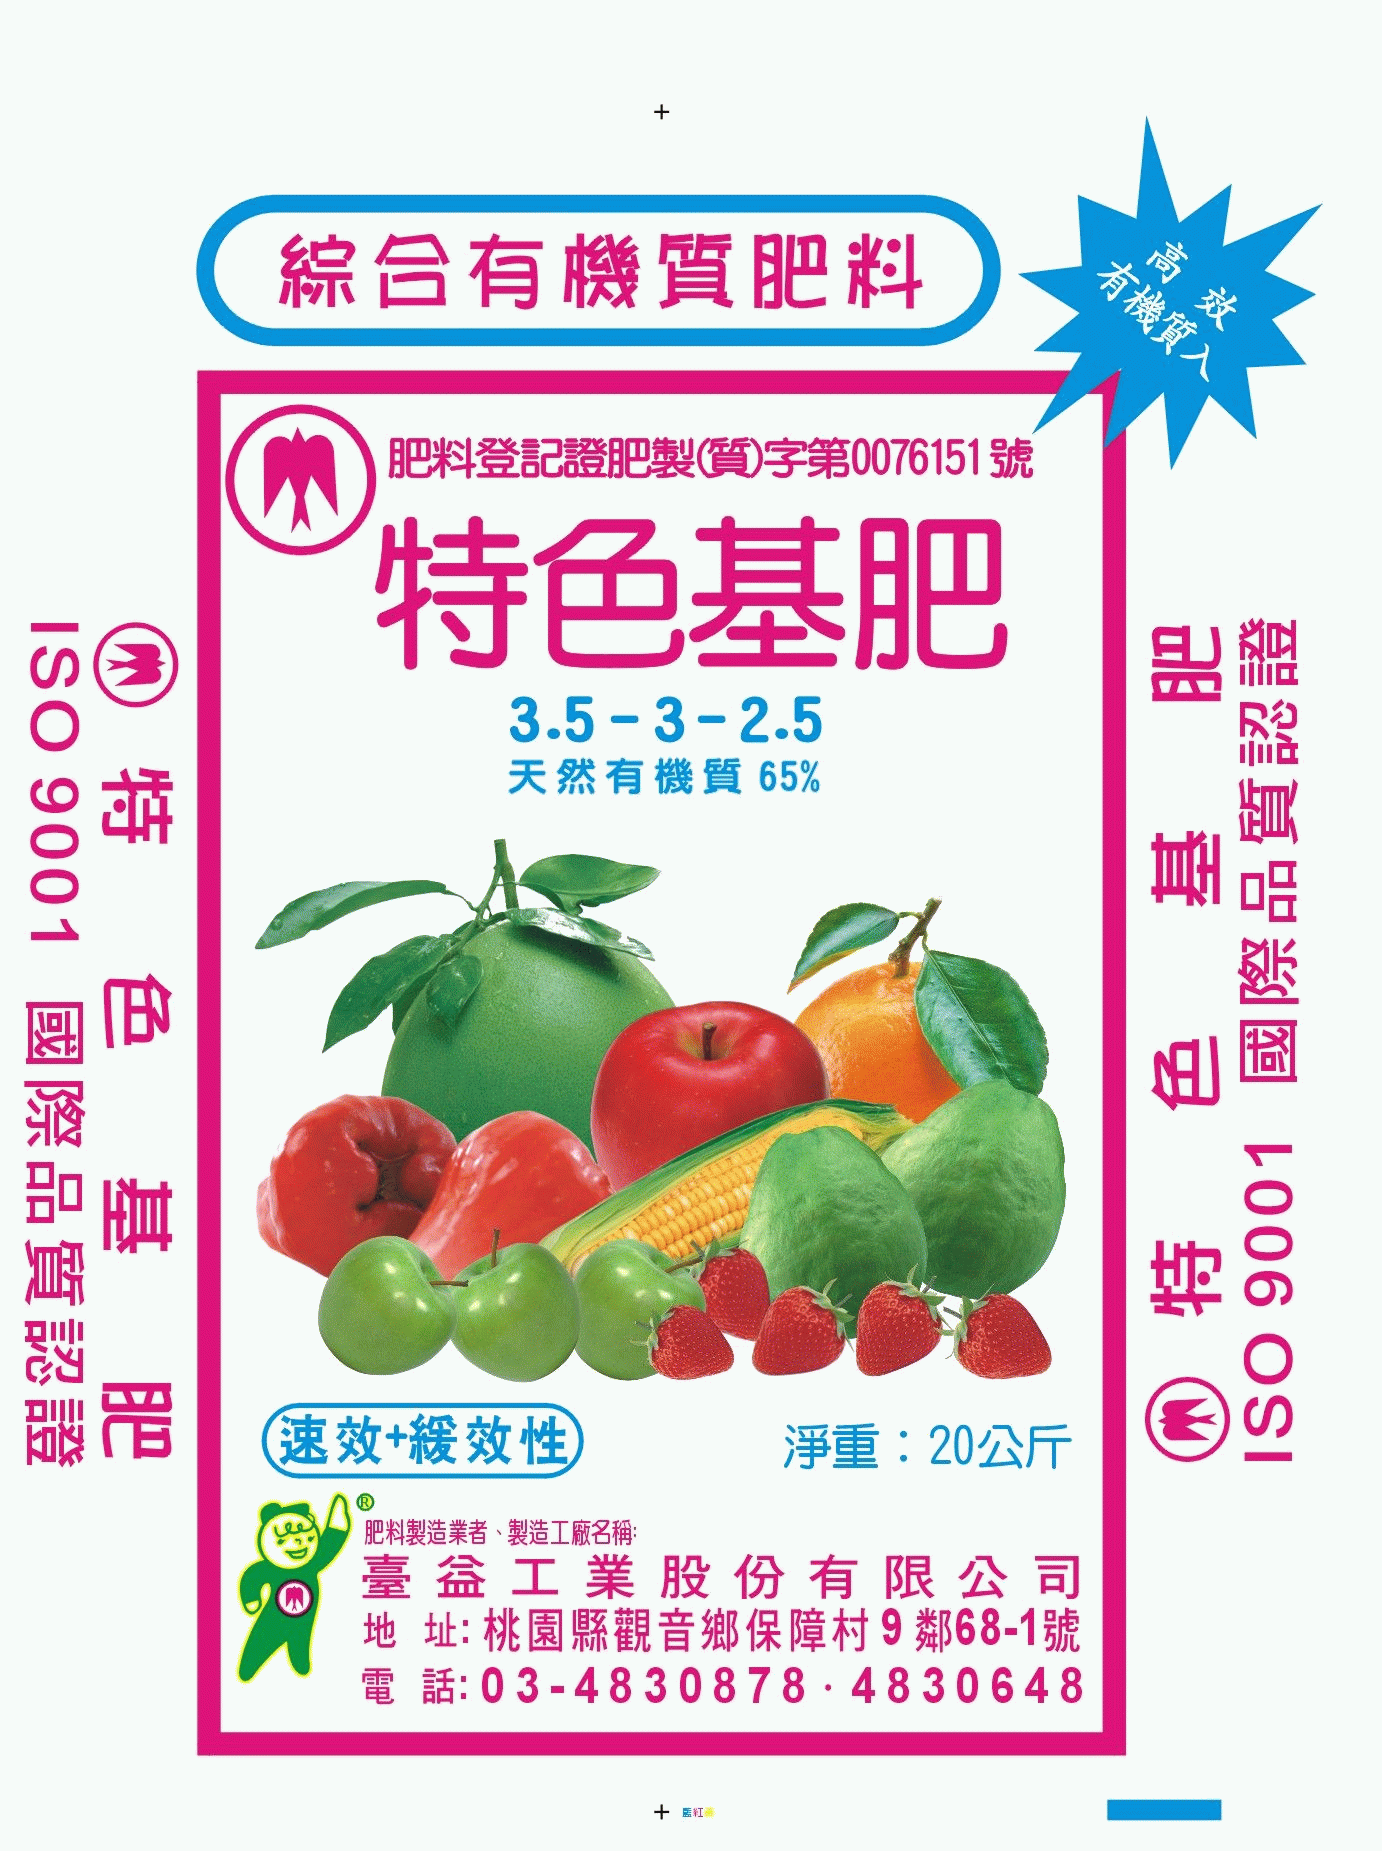 綜合有機質肥料
高效
有機質入
肥料登記證肥製(質)字第0076151號
特色基肥
3.5-3-2.5
天然有機質 65%
速效+緩效性
淨重：20公斤
®
肥料製造業者、製造工廠名稱:
臺益工業股份有限公司
地 址:桃園縣觀音鄉保障村9鄰68-1號
電 話:03-4830878·4830648
特色基肥
ISO 9001 國際品質認證
特色基肥
ISO 9001 國際品質認證
藍紅黃